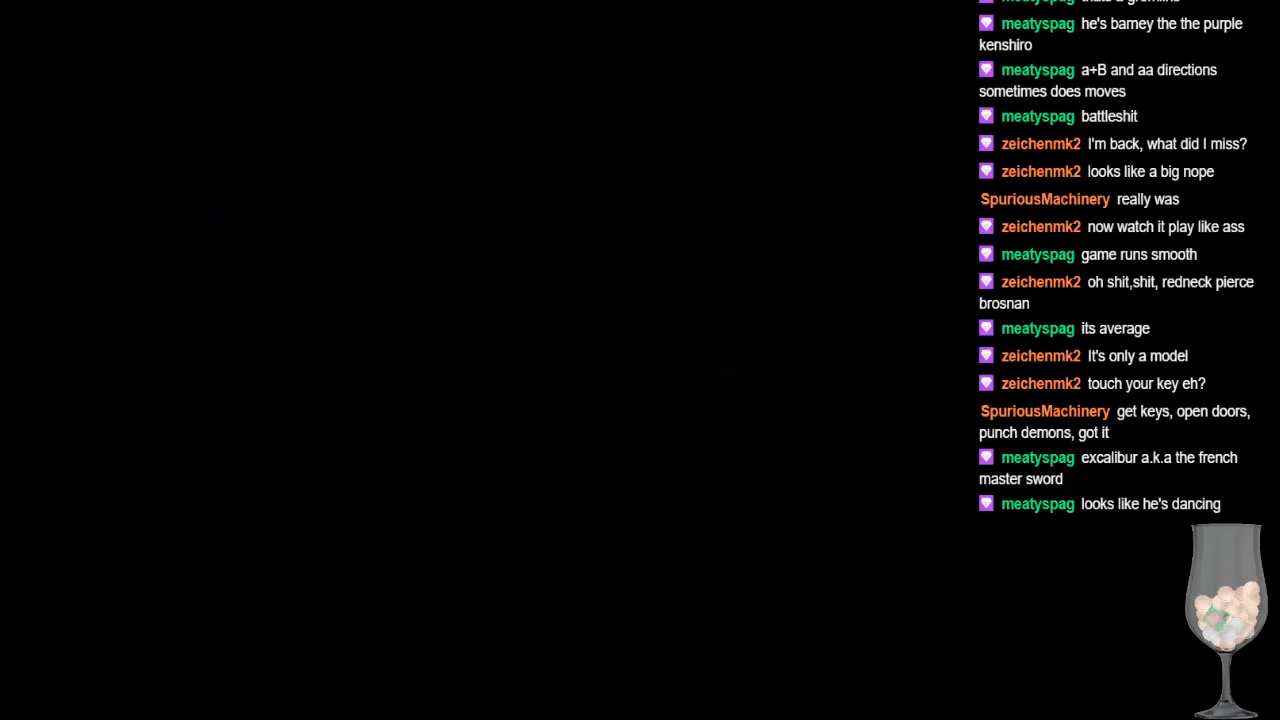 meatyspag he's barney the the purple
kenshiro
meatyspag a+B and aa directions
sometimes does moves
meatyspag battleshit
zeichenmk2 I'm back, what did I miss?
zeichenmk2 looks like a big nope
SpuriousMachinery really was
zeichenmk2 now watch it play like ass
meatyspag game runs smooth
zeichenmk2 oh shit,shit, redneck pierce
brosnan
meatyspag its average
zeichenmk2 It's only a model
zeichenmk2 touch your key eh?
SpuriousMachinery get keys, open doors,
punch demons, got it
meatyspag excalibur a.k.a the french
master sword
meatyspag looks like he's dancing